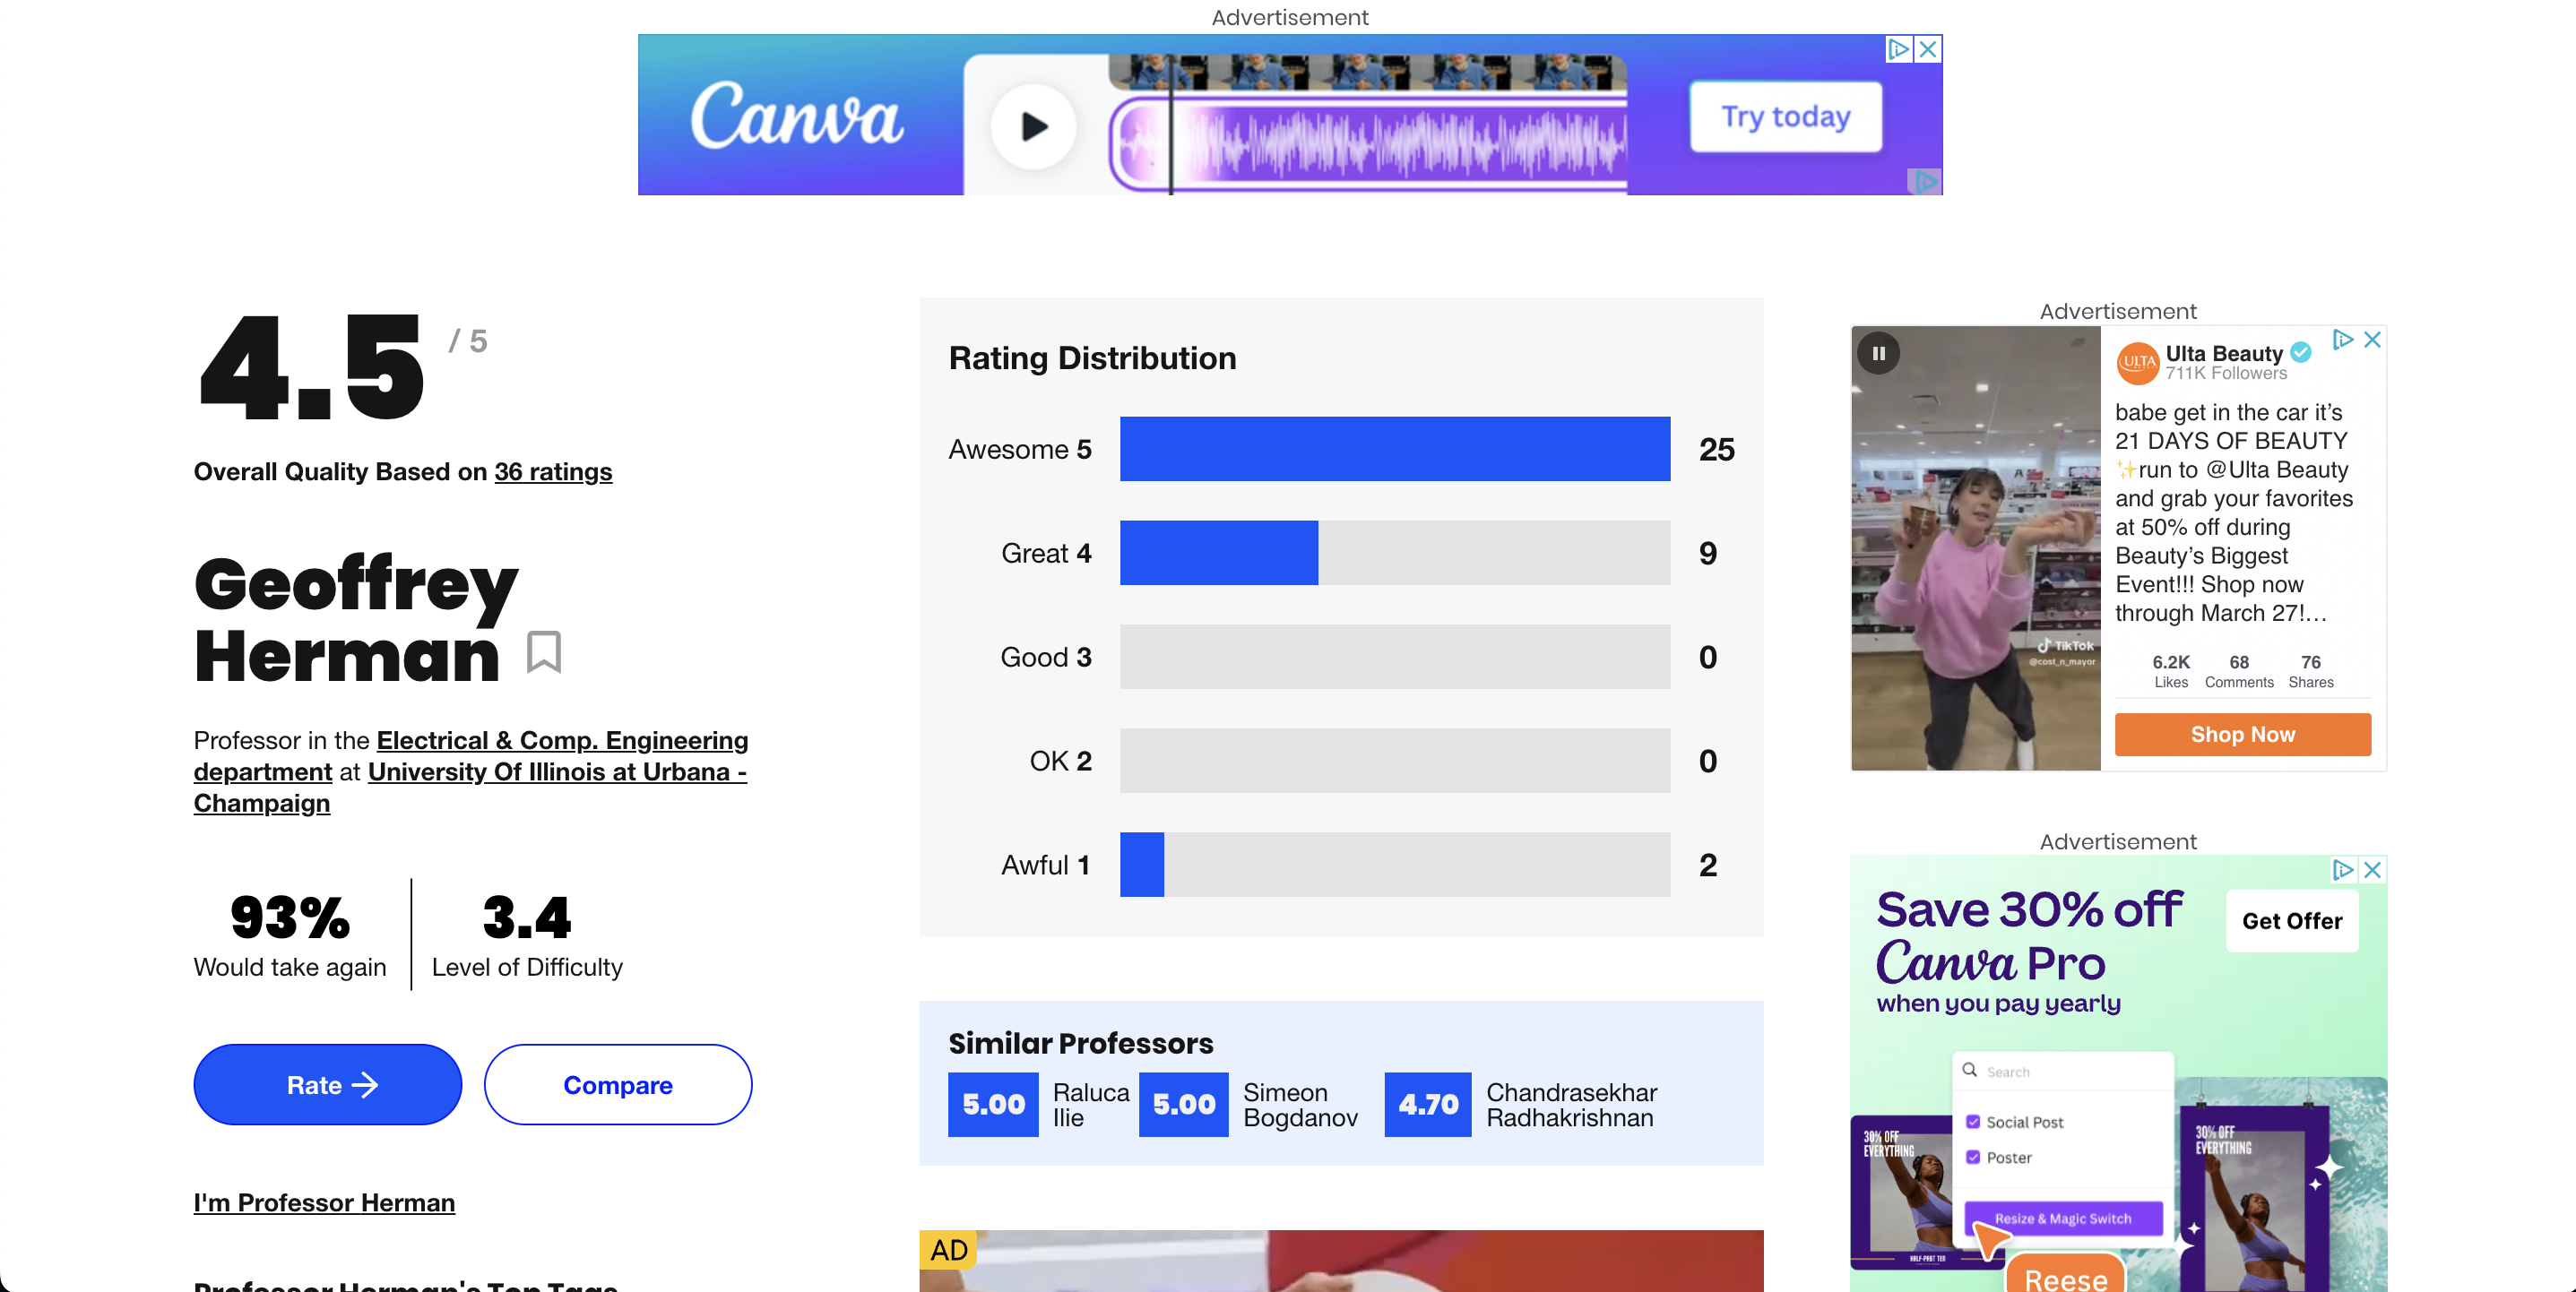 Advertisement
Canva
Try today
4.5 / 5
Overall Quality Based on 36 ratings
Geoffrey
Herman
Professor in the Electrical & Comp. Engineering
department at University Of Illinois at Urbana -
Champaign
93%
Would take again
3.4
Level of Difficulty
Rate →
Compare
I'm Professor Herman
Professor Herman's Top Tags
Rating Distribution
Awesome 5 25
Great 4 9
Good 3 0
OK 2 0
Awful 1 2
Similar Professors
5.00 Raluca
Ilie
5.00 Simeon
Bogdanov
4.70 Chandrasekhar
Radhakrishnan
AD
Advertisement
ULTA
Ulta Beauty
711K Followers
babe get in the car it’s
21 DAYS OF BEAUTY
✨run to @Ulta Beauty
and grab your favorites
at 50% off during
Beauty’s Biggest
Event!!! Shop now
through March 27!...
TikTok
@cost_n_mayor
6.2K Likes
68 Comments
76 Shares
Shop Now
Advertisement
Save 30% off
Canva Pro
when you pay yearly
Get Offer
Search
Social Post
Poster
Resize & Magic Switch
Reese
30% OFF
EVERYTHING
30% OFF
EVERYTHING